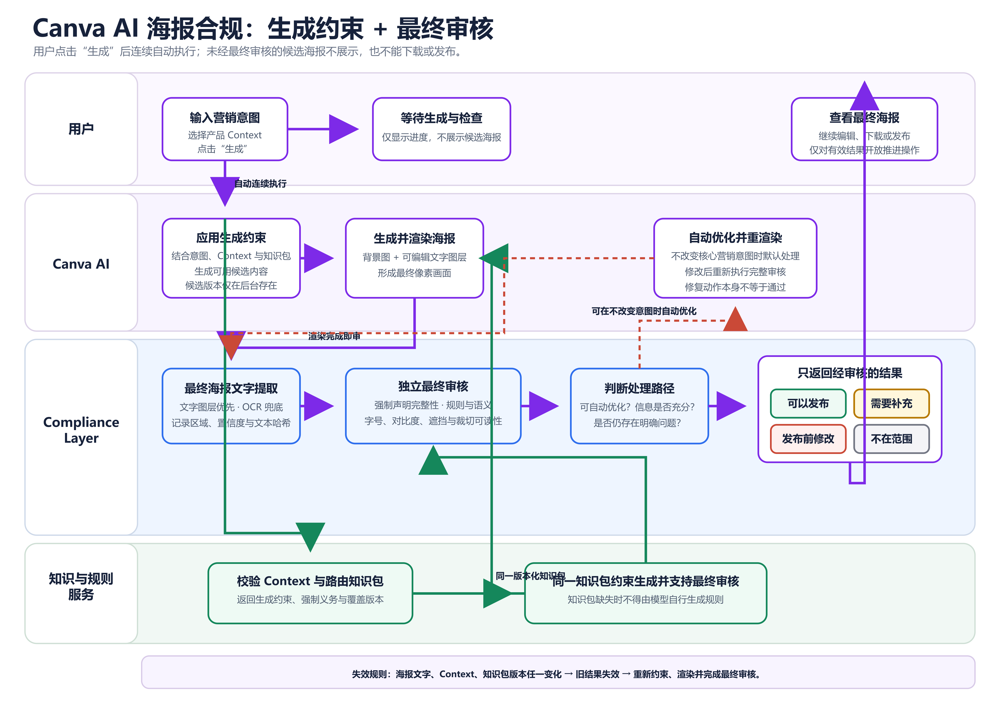 Canva AI 海报合规：生成约束 + 最终审核
用户点击“生成”后连续自动执行；未经最终审核的候选海报不展示，也不能下载或发布。
用户
输入营销意图
选择产品 Context
点击“生成”
等待生成与检查
仅显示进度，不展示候选海报
查看最终海报
继续编辑、下载或发布
仅对有效结果开放推进操作
自动连续执行
Canva AI
应用生成约束
结合意图、Context 与知识包
生成可用候选内容
候选版本仅在后台存在
生成并渲染海报
背景图 + 可编辑文字图层
形成最终像素画面
自动优化并重渲染
不改变核心营销意图时默认处理
修改后重新执行完整审核
修复动作本身不等于通过
可在不改变意图时自动优化
渲染完成即审
Compliance
Layer
最终海报文字提取
文字图层优先 · OCR 兜底
记录区域、置信度与文本哈希
独立最终审核
强制声明完整性 · 规则与语义
字号、对比度、遮挡与裁切可读性
判断处理路径
可自动优化？信息是否充分？
是否仍存在明确问题？
只返回经审核的结果
可以发布
需要补充
发布前修改
不在范围
知识与规则
服务
校验 Context 与路由知识包
返回生成约束、强制义务与覆盖版本
同一版本化知识包
同一知识包约束生成并支持最终审核
知识包缺失时不得由模型自行生成规则
失效规则：海报文字、Context、知识包版本任一变化 → 旧结果失效 → 重新约束、渲染并完成最终审核。